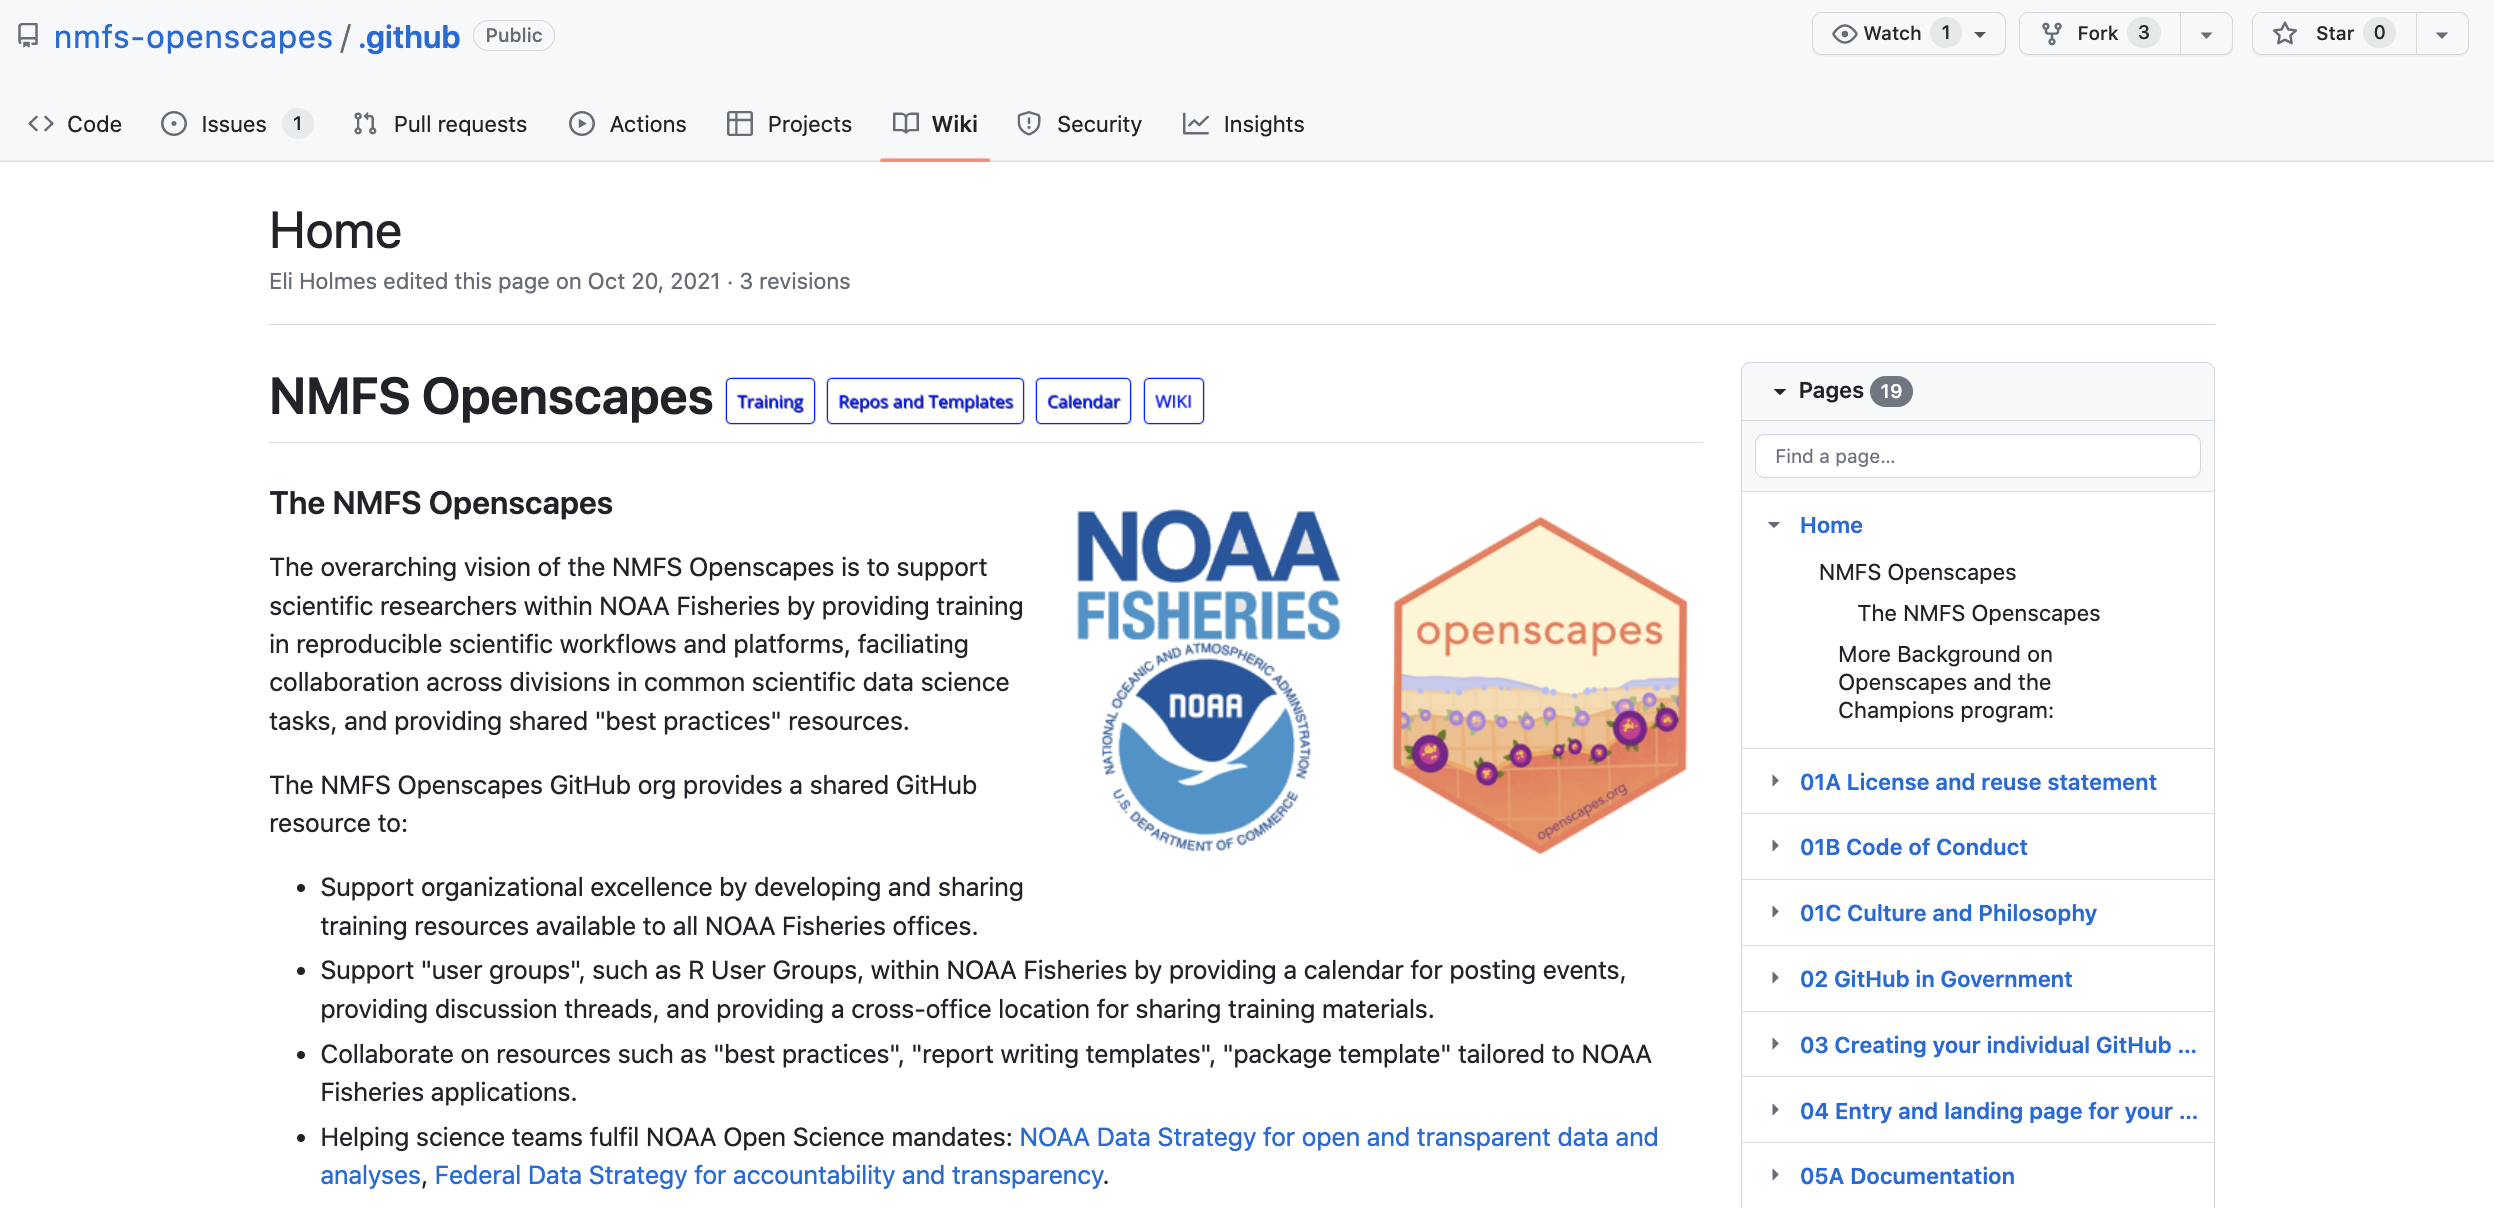 nmfs-openscapes / .github Public
Watch 1
Fork 3
Star 0
Code
Issues 1
Pull requests
Actions
Projects
Wiki
Security
Insights
Home
Eli Holmes edited this page on Oct 20, 2021 · 3 revisions
NMFS Openscapes
Training
Repos and Templates
Calendar
WIKI
The NMFS Openscapes
The overarching vision of the NMFS Openscapes is to support
scientific researchers within NOAA Fisheries by providing training
in reproducible scientific workflows and platforms, faciliating
collaboration across divisions in common scientific data science
tasks, and providing shared "best practices" resources.
The NMFS Openscapes GitHub org provides a shared GitHub
resource to:
NOAA
FISHERIES
NATIONAL OCEANIC AND ATMOSPHERIC ADMINISTRATION
NOAA
U.S. DEPARTMENT OF COMMERCE
openscapes
openscapes.org
• Support organizational excellence by developing and sharing
training resources available to all NOAA Fisheries offices.
• Support "user groups", such as R User Groups, within NOAA Fisheries by providing a calendar for posting events,
providing discussion threads, and providing a cross-office location for sharing training materials.
• Collaborate on resources such as "best practices", "report writing templates", "package template" tailored to NOAA
Fisheries applications.
• Helping science teams fulfil NOAA Open Science mandates: NOAA Data Strategy for open and transparent data and
analyses, Federal Data Strategy for accountability and transparency.
Pages 19
Find a page...
Home
NMFS Openscapes
The NMFS Openscapes
More Background on
Openscapes and the
Champions program:
01A License and reuse statement
01B Code of Conduct
01C Culture and Philosophy
02 GitHub in Government
03 Creating your individual GitHub ...
04 Entry and landing page for your ...
05A Documentation